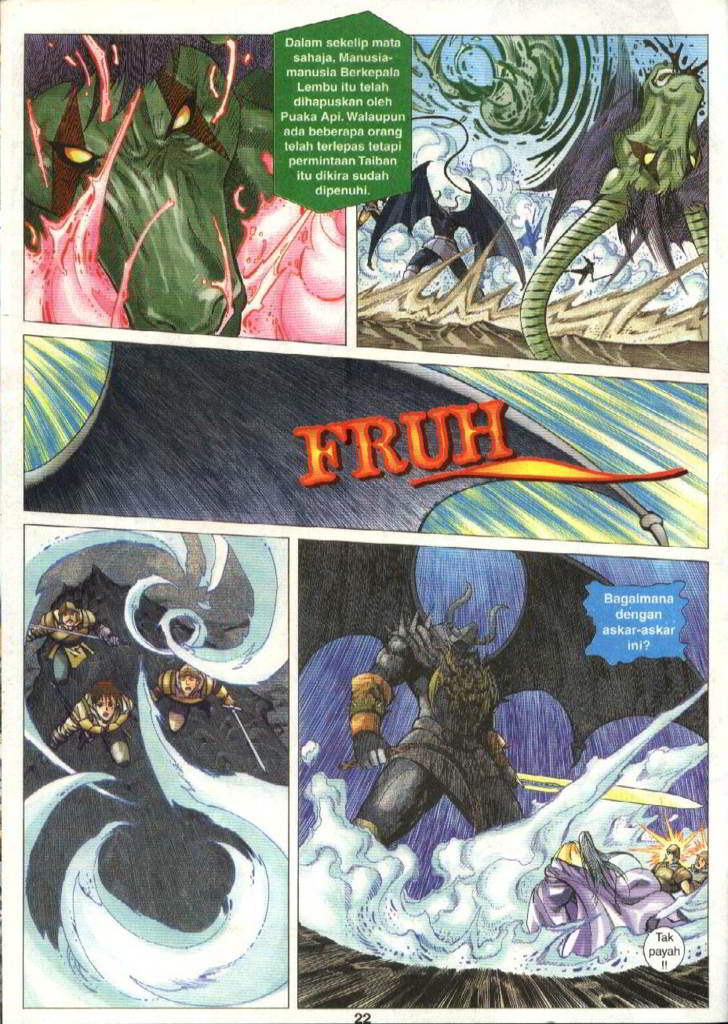 Dalam sekelip mata
sahaja, Manusia-
manusia Berkepala
Lembu itu telah
dihapuskan oleh
Puaka Api. Walaupun
ada beberapa orang
telah terlepas tetapi
permintaan Taiban
itu dikira sudah
dipenuhi.
FRUH
Bagaimana
dengan
askar-askar
ini?
Tak
payah
!!
22